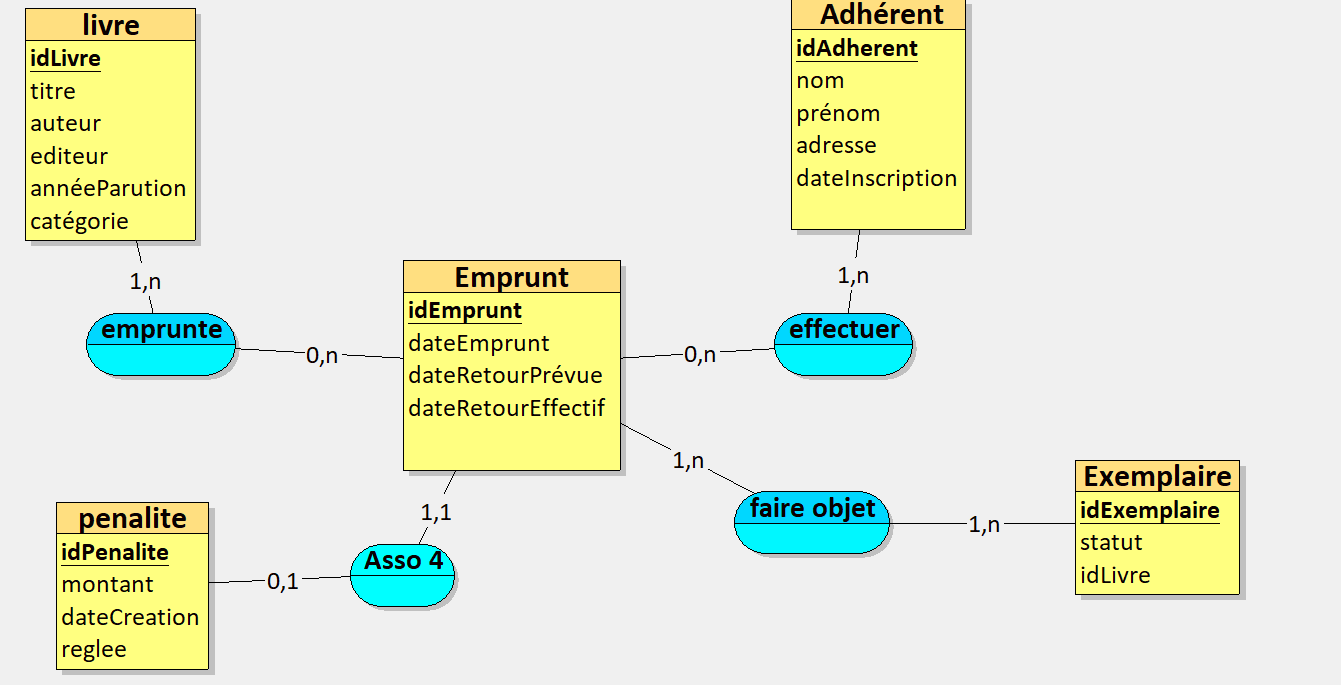 livre
idLivre
titre
auteur
editeur
annéeParution
catégorie
Adhérent
idAdherent
nom
prénom
adresse
dateInscription
1,n
1,n
emprunte
0,n
Emprunt
idEmprunt
dateEmprunt
dateRetourPrévue
dateRetourEffectif
0,n
effectuer
1,n
faire objet
1,n
Exemplaire
idExemplaire
statut
idLivre
1,1
Asso 4
0,1
penalite
idPenalite
montant
dateCreation
reglee